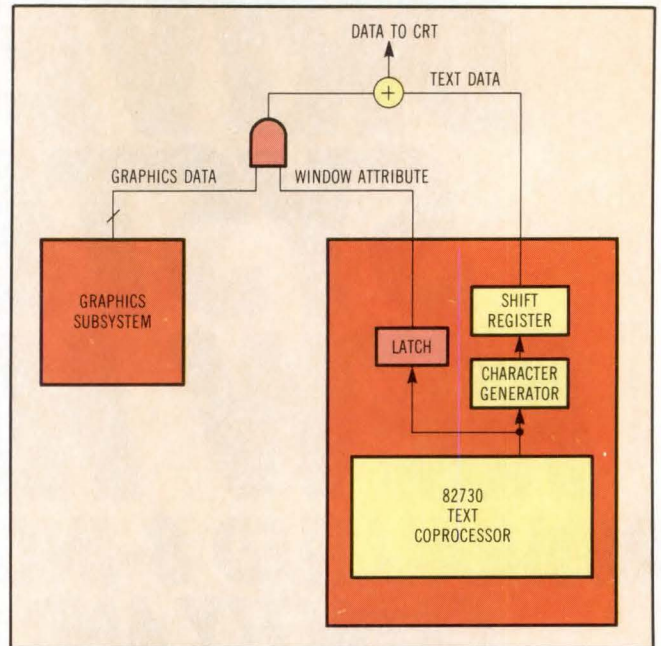 DATA TO CRT
TEXT DATA
+
GRAPHICS DATA
WINDOW ATTRIBUTE
GRAPHICS
SUBSYSTEM
SHIFT
REGISTER
LATCH
CHARACTER
GENERATOR
82730
TEXT
COPROCESSOR